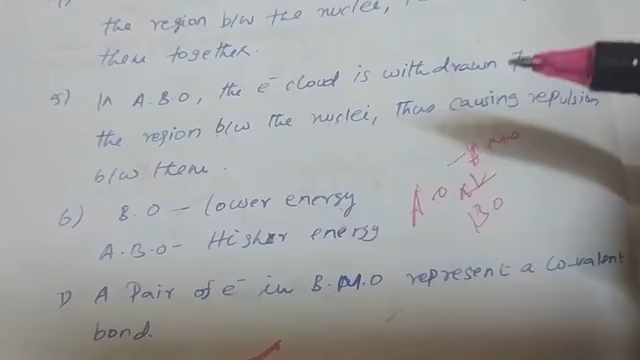 the region b/w the nuclei,
them together.
5) In A.B.O, the e⁻ cloud is withdrawn
the region b/w the nuclei, Thus causing repulsion
b/w them.
6) B.O - Lower energy
A.B.O - Higher energy
A O
B O
1) A Pair of e⁻ in B.M.O represent a Co-valent
bond.